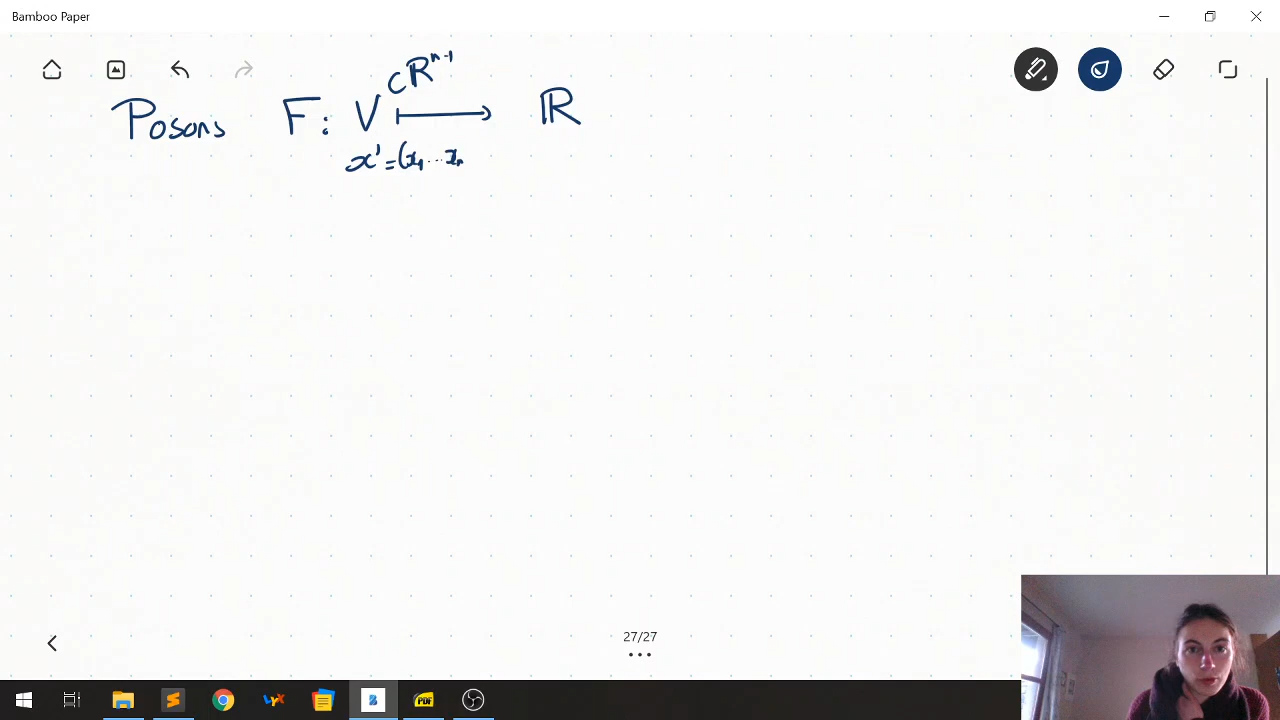 Bamboo Paper
Posons F: V ⊂ ℝⁿ⁻¹ ⟼ ℝ
x' = (x₁ ... xₙ
27/27